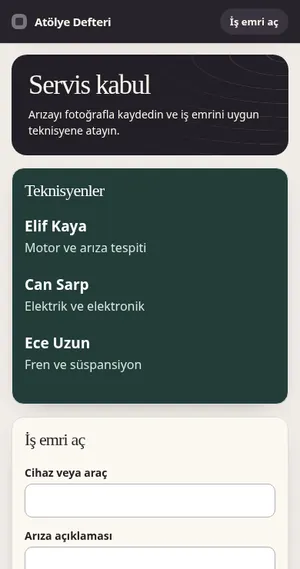 Atölye Defteri
İş emri aç
Servis kabul
Arızayı fotoğrafla kaydedin ve iş emrini uygun
teknisyene atayın.
Teknisyenler
Elif Kaya
Motor ve arıza tespiti
Can Sarp
Elektrik ve elektronik
Ece Uzun
Fren ve süspansiyon
İş emri aç
Cihaz veya araç
Arıza açıklaması